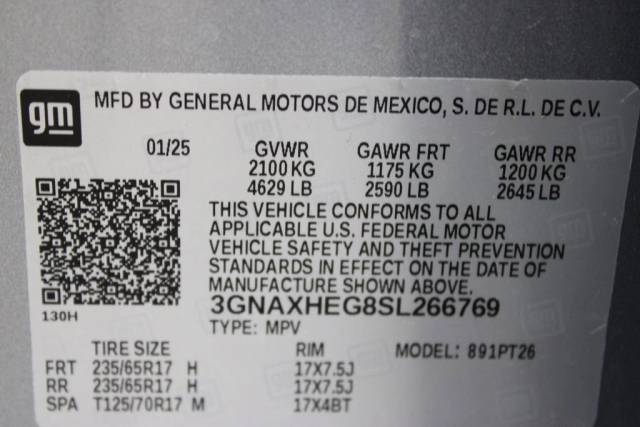 gm
MFD BY GENERAL MOTORS DE MEXICO, S. DE R.L. DE C.V.
01/25 GVWR GAWR FRT GAWR RR
2100 KG 1175 KG 1200 KG
4629 LB 2590 LB 2645 LB
THIS VEHICLE CONFORMS TO ALL
APPLICABLE U.S. FEDERAL MOTOR
VEHICLE SAFETY AND THEFT PREVENTION
STANDARDS IN EFFECT ON THE DATE OF
MANUFACTURE SHOWN ABOVE.
130H 3GNAXHEG8SL266769
TYPE: MPV
TIRE SIZE RIM MODEL: 891PT26
FRT 235/65R17 H 17X7.5J
RR 235/65R17 H 17X7.5J
SPA T125/70R17 M 17X4BT